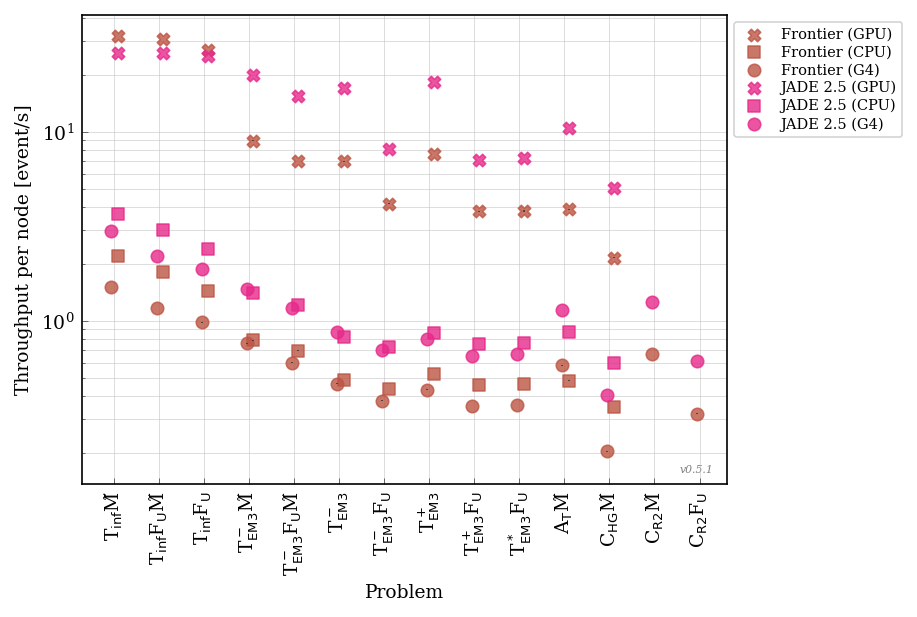 Throughput per node [event/s]
10¹
10⁰
Frontier (GPU)
Frontier (CPU)
Frontier (G4)
JADE 2.5 (GPU)
JADE 2.5 (CPU)
JADE 2.5 (G4)
v0.5.1
T_inf M̃
T_inf F_U M̃
T_inf F_U
T⁻_EM3 M̃
T⁻_EM3 F_U M̃
T⁻_EM3
T⁻_EM3 F_U
T⁺_EM3
T⁺_EM3 F_U
T*_EM3 F_U
A_T M̃
C_HG M̃
C_R2 M̃
C_R2 F_U
Problem